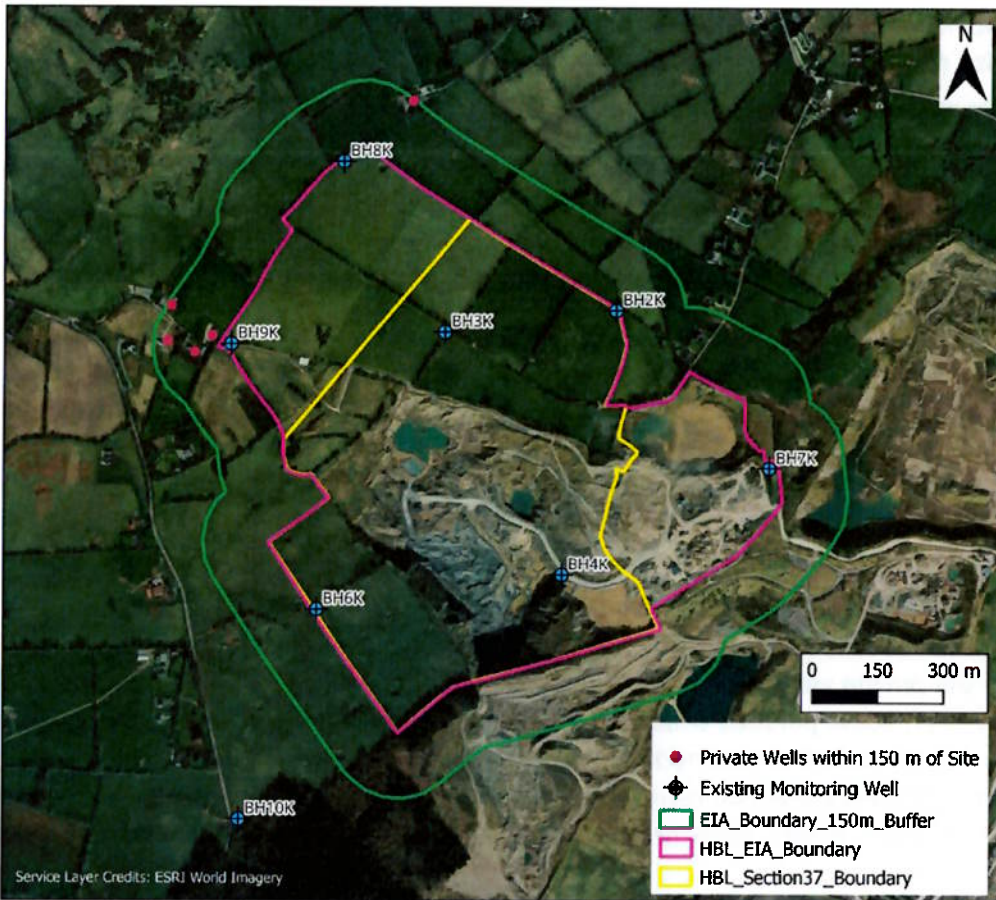 N
BH8K
BH2K
BH3K
BH9K
BH7K
BH4K
BH6K
BH10K
0 150 300 m
Private Wells within 150 m of Site
Existing Monitoring Well
EIA_Boundary_150m_Buffer
HBL_EIA_Boundary
HBL_Section37_Boundary
Service Layer Credits: ESRI World Imagery